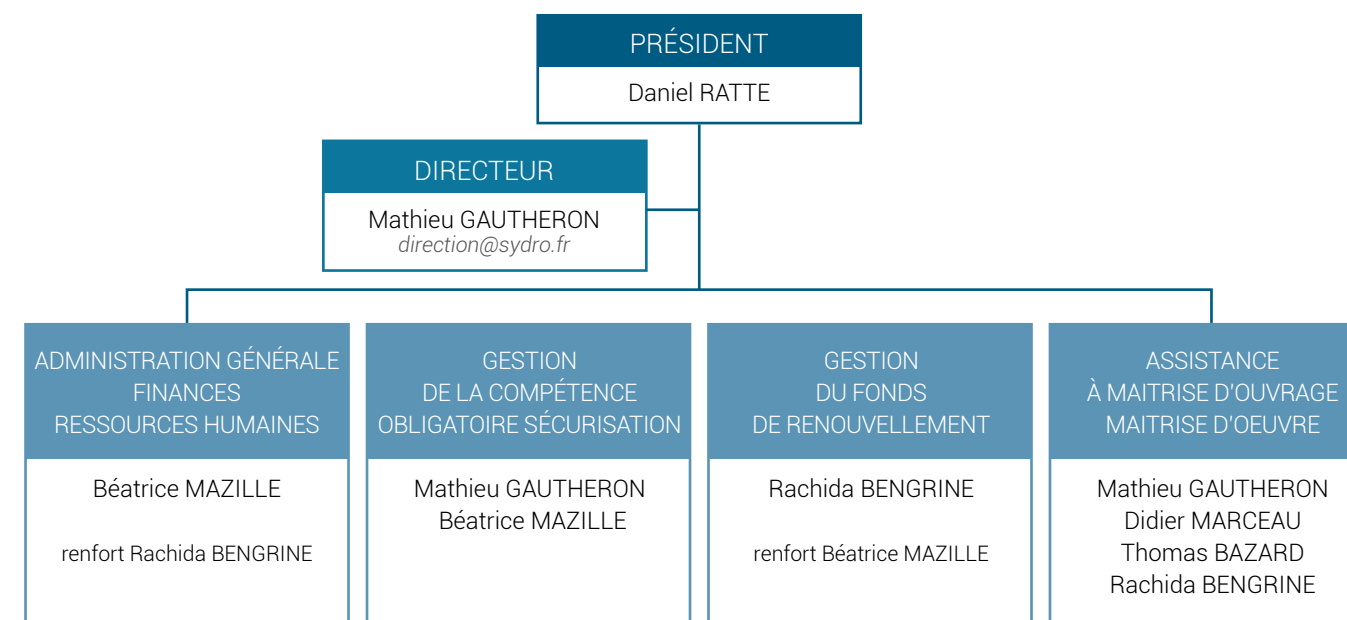 PRÉSIDENT
Daniel RATTE
DIRECTEUR
Mathieu GAUTHERON
direction@sydro.fr
ADMINISTRATION GÉNÉRALE
FINANCES
RESSOURCES HUMAINES
Béatrice MAZILLE
renfort Rachida BENGRINE
GESTION
DE LA COMPÉTENCE
OBLIGATOIRE SÉCURISATION
Mathieu GAUTHERON
Béatrice MAZILLE
GESTION
DU FONDS
DE RENOUVELLEMENT
Rachida BENGRINE
renfort Béatrice MAZILLE
ASSISTANCE
À MAITRISE D'OUVRAGE
MAITRISE D'OEUVRE
Mathieu GAUTHERON
Didier MARCEAU
Thomas BAZARD
Rachida BENGRINE